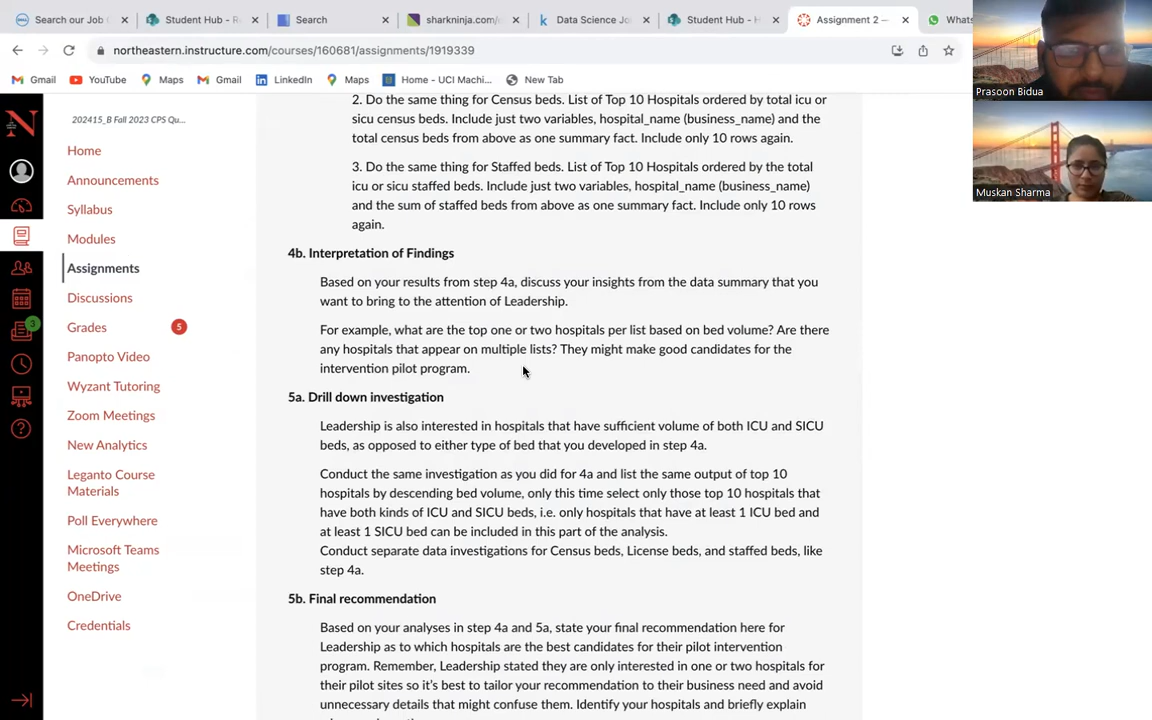 Search our Job
Student Hub - R
Search
sharkninja.com/
Data Science Jo
Student Hub - H
Assignment 2 –
Whats
northeastern.instructure.com/courses/160681/assignments/1919339
Gmail
YouTube
Maps
Gmail
LinkedIn
Maps
Home - UCI Machi...
New Tab
Prasoon Bidua
Muskan Sharma
202415_B Fall 2023 CPS Qu...
Home
Announcements
Syllabus
Modules
Assignments
Discussions
Grades
5
Panopto Video
Wyzant Tutoring
Zoom Meetings
New Analytics
Leganto Course
Materials
Poll Everywhere
Microsoft Teams
Meetings
OneDrive
Credentials
3
2. Do the same thing for Census beds. List of Top 10 Hospitals ordered by total icu or
sicu census beds. Include just two variables, hospital_name (business_name) and the
total census beds from above as one summary fact. Include only 10 rows again.
3. Do the same thing for Staffed beds. List of Top 10 Hospitals ordered by the total
icu or sicu staffed beds. Include just two variables, hospital_name (business_name)
and the sum of staffed beds from above as one summary fact. Include only 10 rows
again.
4b. Interpretation of Findings
Based on your results from step 4a, discuss your insights from the data summary that you
want to bring to the attention of Leadership.
For example, what are the top one or two hospitals per list based on bed volume? Are there
any hospitals that appear on multiple lists? They might make good candidates for the
intervention pilot program.
5a. Drill down investigation
Leadership is also interested in hospitals that have sufficient volume of both ICU and SICU
beds, as opposed to either type of bed that you developed in step 4a.
Conduct the same investigation as you did for 4a and list the same output of top 10
hospitals by descending bed volume, only this time select only those top 10 hospitals that
have both kinds of ICU and SICU beds, i.e. only hospitals that have at least 1 ICU bed and
at least 1 SICU bed can be included in this part of the analysis.
Conduct separate data investigations for Census beds, License beds, and staffed beds, like
step 4a.
5b. Final recommendation
Based on your analyses in step 4a and 5a, state your final recommendation here for
Leadership as to which hospitals are the best candidates for their pilot intervention
program. Remember, Leadership stated they are only interested in one or two hospitals for
their pilot sites so it's best to tailor your recommendation to their business need and avoid
unnecessary details that might confuse them. Identify your hospitals and briefly explain